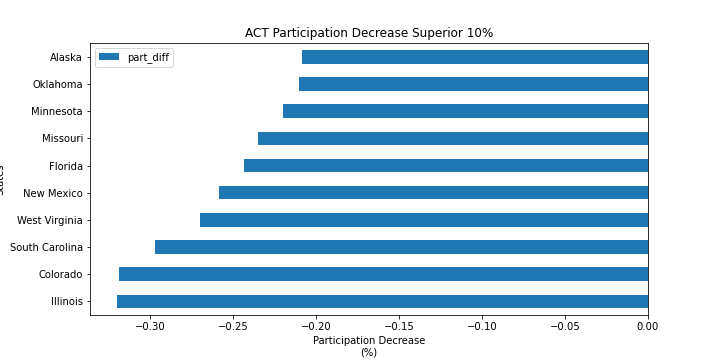 ACT Participation Decrease Superior 10%
part_diff
Alaska
Oklahoma
Minnesota
Missouri
Florida
New Mexico
West Virginia
South Carolina
Colorado
Illinois
−0.30 −0.25 −0.20 −0.15 −0.10 −0.05 0.00
Participation Decrease
(%)